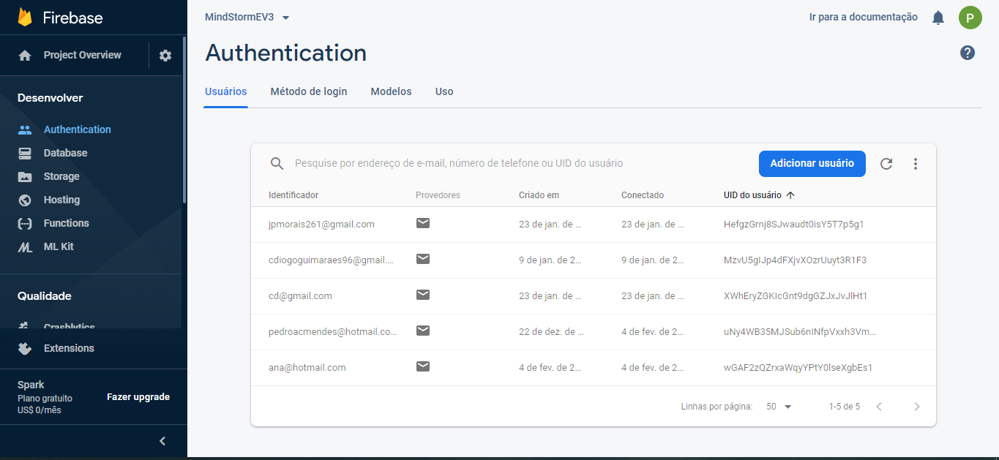 Firebase
MindStormEV3
Ir para a documentação
P
Project Overview
Authentication
?
Desenvolver
Usuários Método de login Modelos Uso
Authentication
Database
Storage
Hosting
Functions
ML Kit
Qualidade
Crashlytics
Extensions
Spark
Plano gratuito
US$ 0/mês
Fazer upgrade
Pesquise por endereço de e-mail, número de telefone ou UID do usuário
Adicionar usuário
Identificador Provedores Criado em Conectado UID do usuário
jpmorais261@gmail.com 23 de jan. de ... 23 de jan. de ... HefgzGrnj8SJwaudt0isY5T7p5g1
cdiogoguimaraes96@gmail.... 9 de jan. de 2... 9 de jan. de 2... MzvU5gIJp4dFXjvXOzrUuyt3R1F3
cd@gmail.com 23 de jan. de ... 23 de jan. de ... XWhEryZGKIcGnt9dgGZJxJvJlHt1
pedroacmendes@hotmail.co... 22 de dez. de ... 4 de fev. de 2... uNy4WB35MJSub6nINfpVxxh3Vm...
ana@hotmail.com 4 de fev. de 2... 4 de fev. de 2... wGAF2zQZrxaWqyYPtY0lseXgbEs1
Linhas por página: 50 1-5 de 5